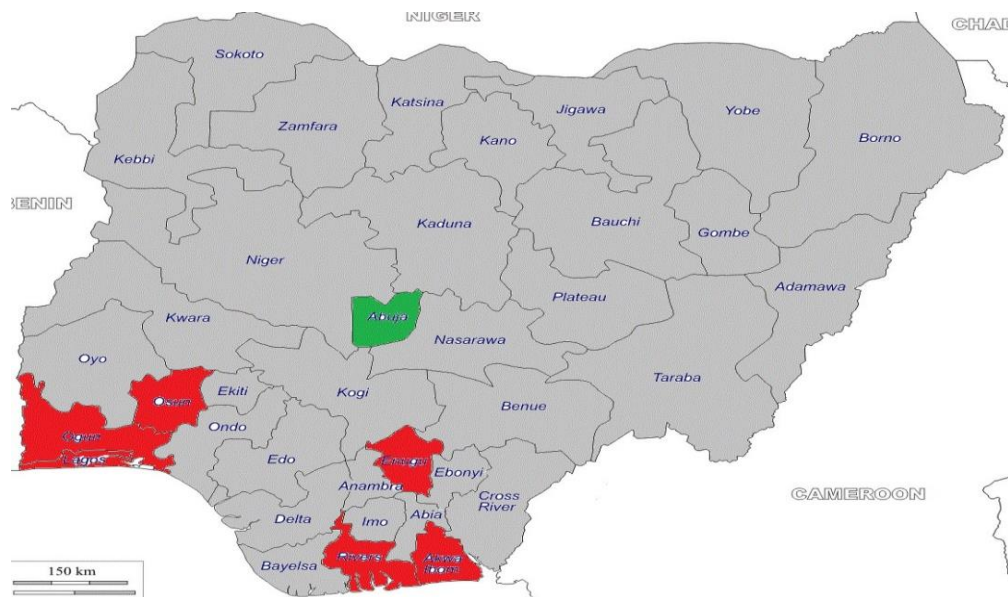 NIGER
CHAD
Sokoto
Katsina
Jigawa
Yobe
Borno
Zamfara
Kano
Kebbi
BENIN
Kaduna
Bauchi
Gombe
Niger
Adamawa
Plateau
Abuja
Kwara
Nasarawa
Oyo
Taraba
Ekiti
Kogi
Osun
Benue
Ondo
Ogun
Lagos
Edo
Enugu
Ebonyi
Anambra
CAMEROON
Cross
River
Delta
Imo
Abia
Rivers
Akwa
Ibom
Bayelsa
150 km